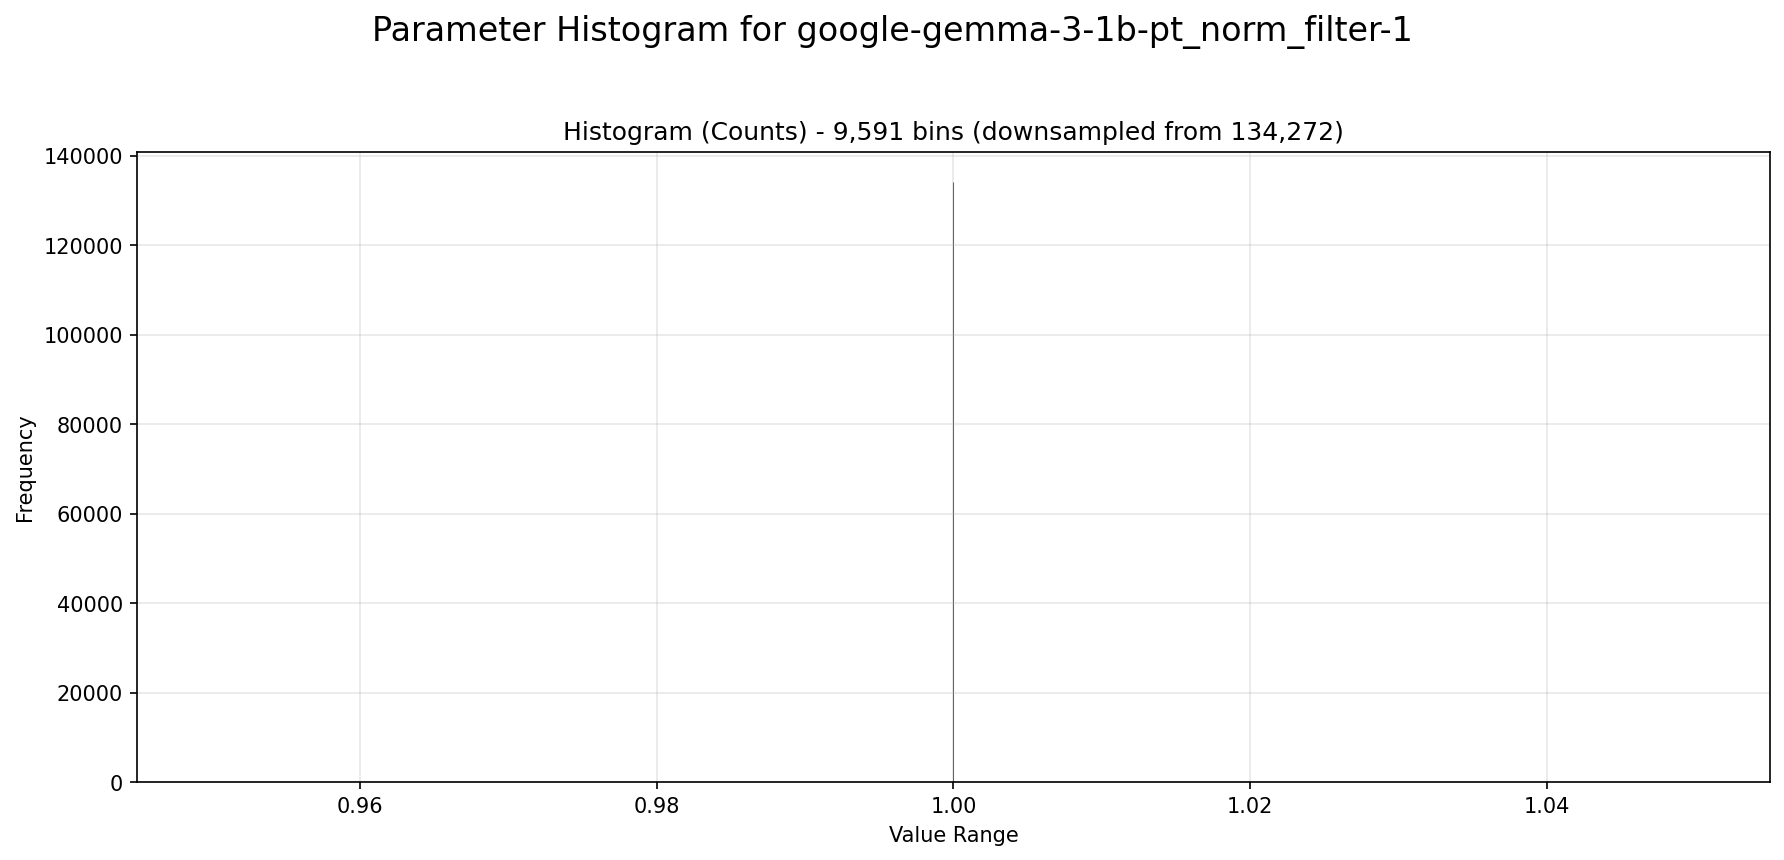 Parameter Histogram for google-gemma-3-1b-pt_norm_filter-1
Histogram (Counts) - 9,591 bins (downsampled from 134,272)
140000
120000
100000
80000
60000
40000
20000
0
Frequency
0.96 0.98 1.00 1.02 1.04
Value Range